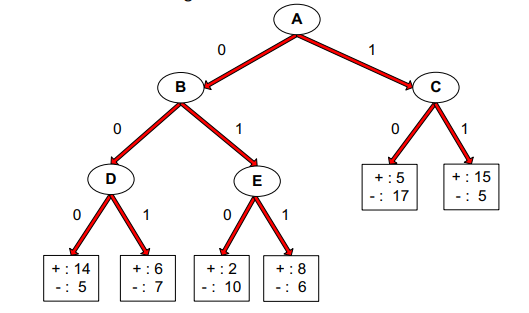 A
0 1
B C
0 1 0 1
D E
+ : 5 + : 15
- : 17 - : 5
0 1 0 1
+ : 14 + : 6 + : 2 + : 8
- : 5 - : 7 - : 10 - : 6